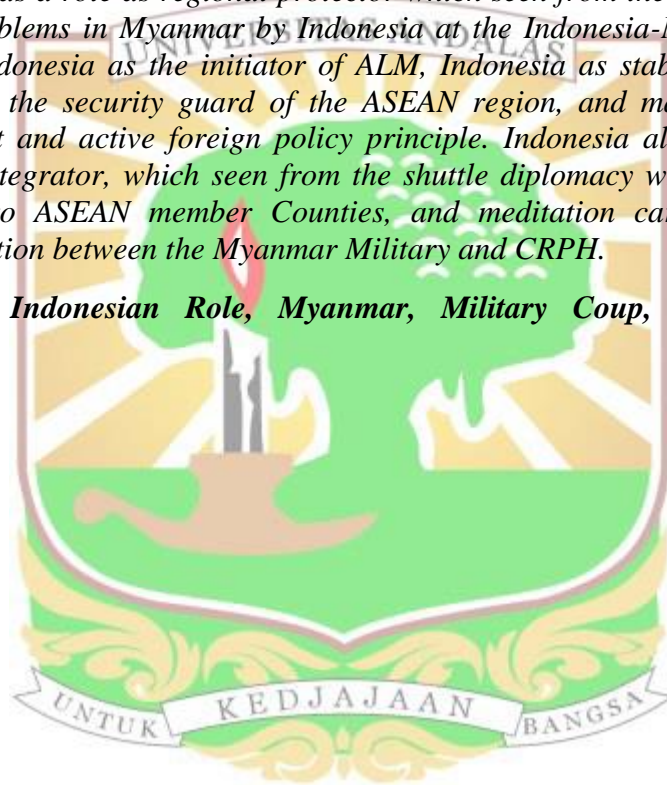 as a role as regional protector which seen from the
blems in Myanmar by Indonesia at the Indonesia-
UNIVERSITAS ANDALAS
donesia as the initiator of ALM, Indonesia as stab
the security guard of the ASEAN region, and ma
t and active foreign policy principle. Indonesia al
tegrator, which seen from the shuttle diplomacy w
o ASEAN member Counties, and meditation ca
tion between the Myanmar Military and CRPH.
Indonesian Role, Myanmar, Military Coup,
UNTUK KEDJAJAAN BANGSA